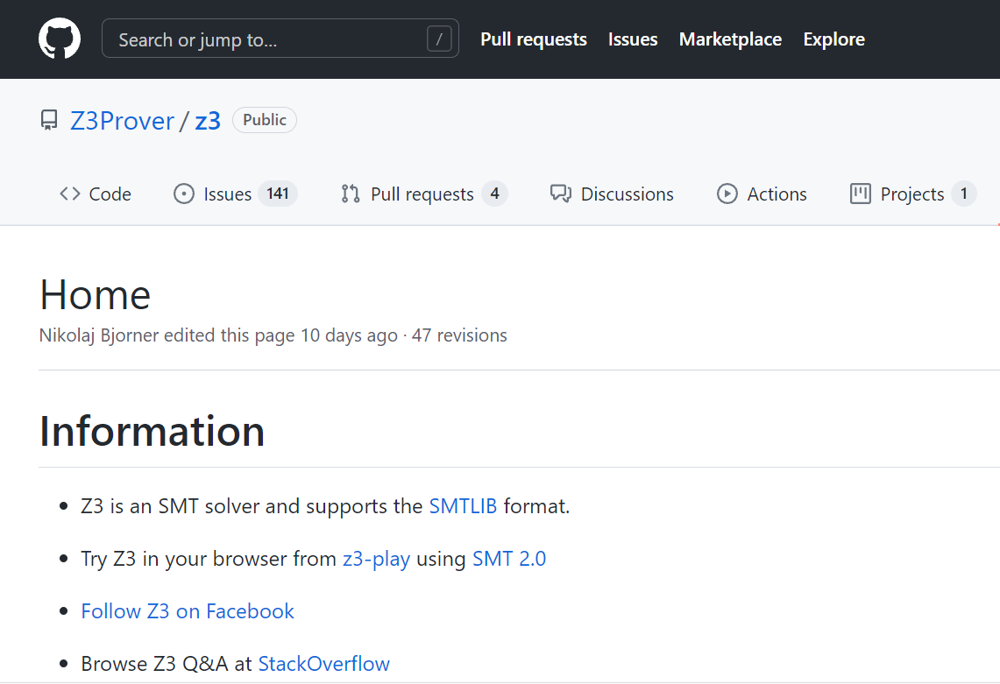 Search or jump to... /
Pull requests Issues Marketplace Explore
Z3Prover / z3 Public
Code Issues 141 Pull requests 4 Discussions Actions Projects 1
Home
Nikolaj Bjorner edited this page 10 days ago · 47 revisions
Information
• Z3 is an SMT solver and supports the SMTLIB format.
• Try Z3 in your browser from z3-play using SMT 2.0
• Follow Z3 on Facebook
• Browse Z3 Q&A at StackOverflow